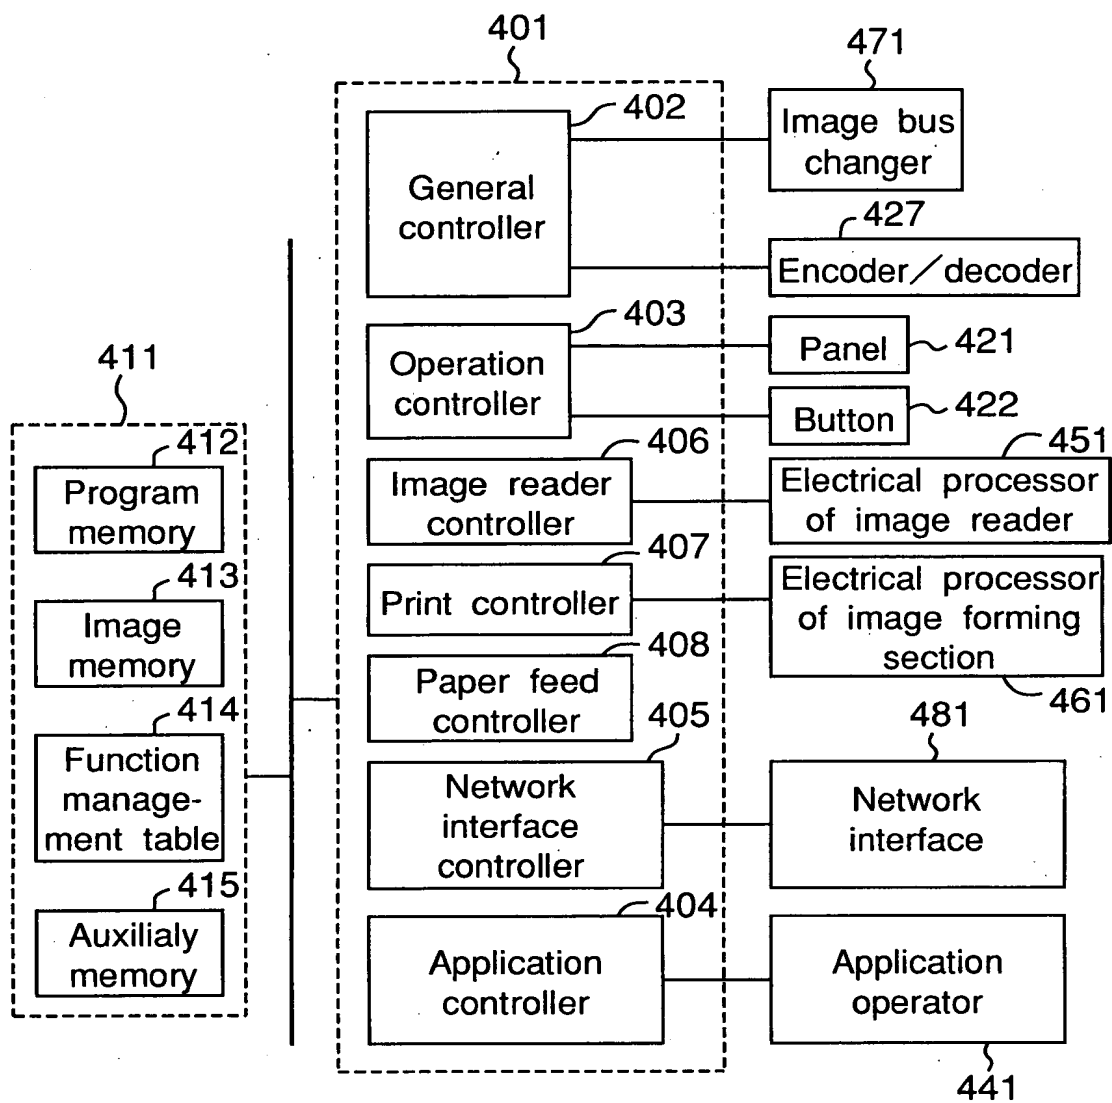 401
402
General
controller
403
Operation
controller
406
Image reader
controller
407
Print controller
408
Paper feed
controller
405
Network
interface
controller
404
Application
controller
471
Image bus
changer
427
Encoder/decoder
Panel
421
Button
422
451
Electrical processor
of image reader
Electrical processor
of image forming
section
461
481
Network
interface
Application
operator
441
411
412
Program
memory
413
Image
memory
414
Function
manage-
ment table
415
Auxilialy
memory